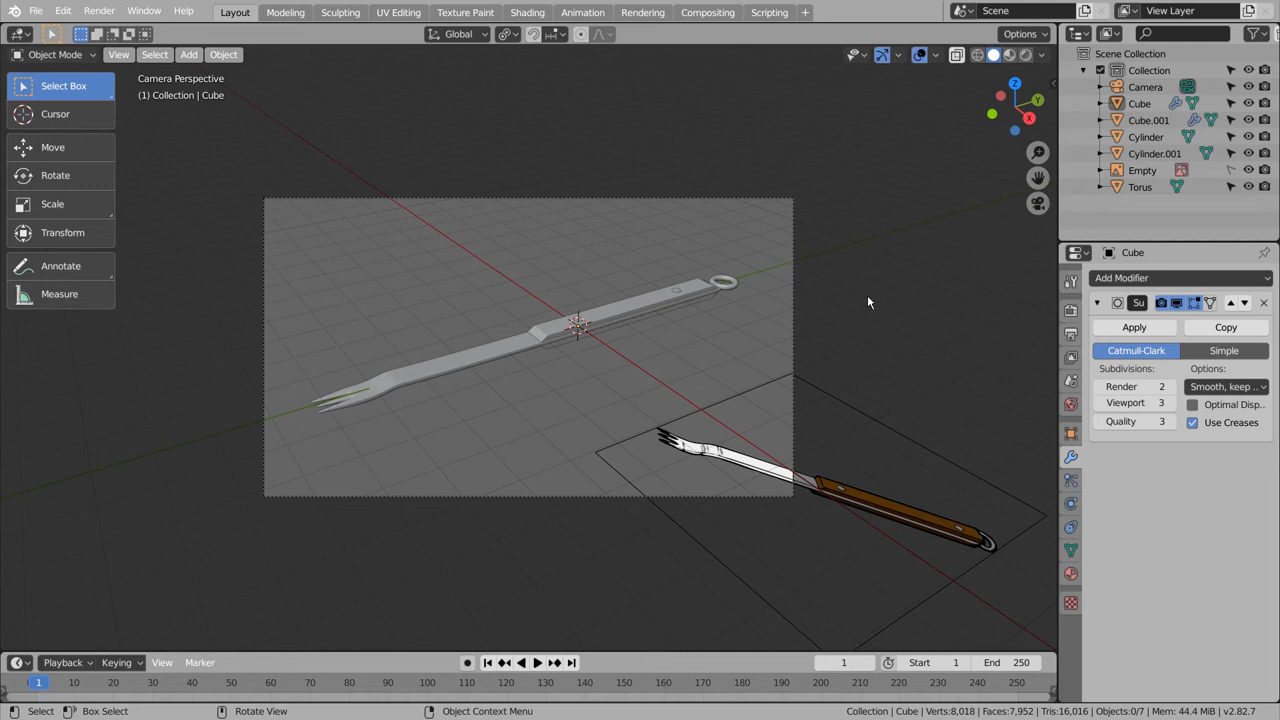 File Edit Render Window Help Layout Modeling Sculpting UV Editing Texture Paint Shading Animation Rendering Compositing Scripting + Scene View Layer
Global Options
Object Mode View Select Add Object
Camera Perspective
(1) Collection | Cube
Select Box
Cursor
Move
Rotate
Scale
Transform
Annotate
Measure
Z
Y
X
Scene Collection
Collection
Camera
Cube
Cube.001
Cylinder
Cylinder.001
Empty
Torus
Cube
Add Modifier
Su
Apply Copy
Catmull-Clark Simple
Subdivisions: Options:
Render 2 Smooth, keep ..
Viewport 3 Optimal Disp..
Quality 3 Use Creases
Playback Keying View Marker 1 Start 1 End 250
1 10 20 30 40 50 60 70 80 90 100 110 120 130 140 150 160 170 180 190 200 210 220 230 240 250
Select Box Select Rotate View Object Context Menu Collection | Cube | Verts:8,018 | Faces:7,952 | Tris:16,016 | Objects:0/7 | Mem: 44.4 MiB | v2.82.7